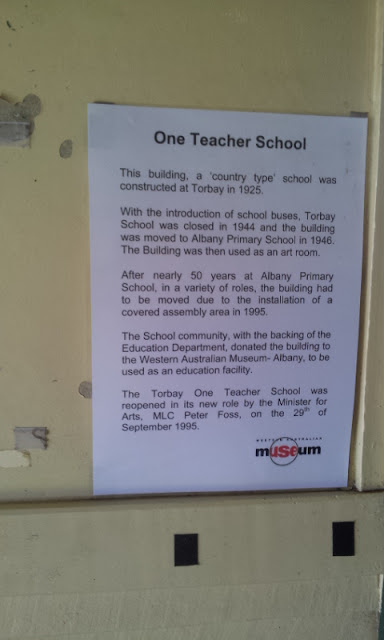 One Teacher School
This building, a 'country type' school was
constructed at Torbay in 1925.
With the introduction of school buses, Torbay
School was closed in 1944 and the building
was moved to Albany Primary School in 1946.
The Building was then used as an art room.
After nearly 50 years at Albany Primary
School, in a variety of roles, the building had
to be moved due to the installation of a
covered assembly area in 1995.
The School community, with the backing of the
Education Department, donated the building to
the Western Australian Museum- Albany, to be
used as an education facility.
The Torbay One Teacher School was
reopened in its new role by the Minister for
Arts, MLC Peter Foss, on the 29th of
September 1995.
WESTERN AUSTRALIAN
museum